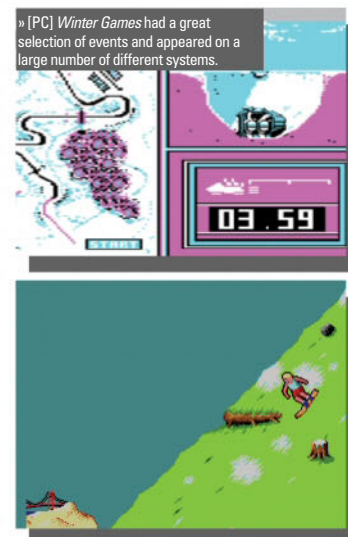 » [PC] Winter Games had a great
selection of events and appeared on a
large number of different systems.
START
03.59